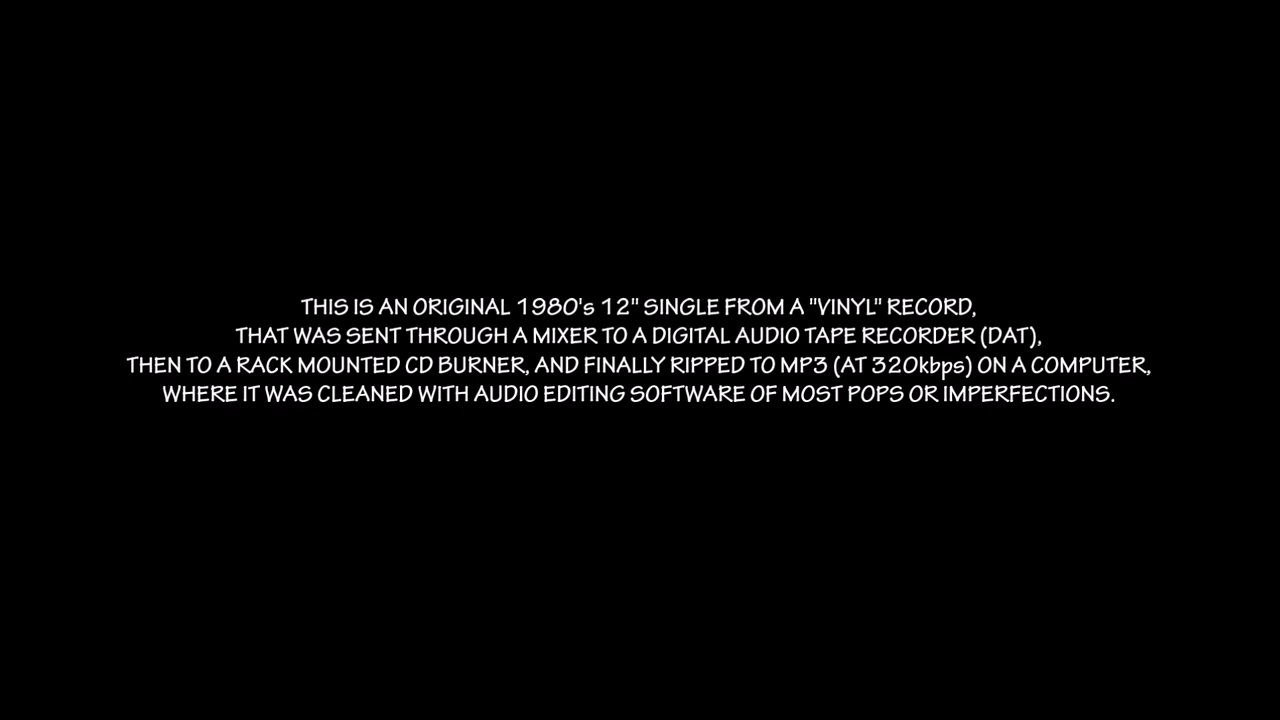 THIS IS AN ORIGINAL 1980's 12" SINGLE FROM A "VINYL" RECORD,
THAT WAS SENT THROUGH A MIXER TO A DIGITAL AUDIO TAPE RECORDER (DAT),
THEN TO A RACK MOUNTED CD BURNER, AND FINALLY RIPPED TO MP3 (AT 320kbps) ON A COMPUTER,
WHERE IT WAS CLEANED WITH AUDIO EDITING SOFTWARE OF MOST POPS OR IMPERFECTIONS.